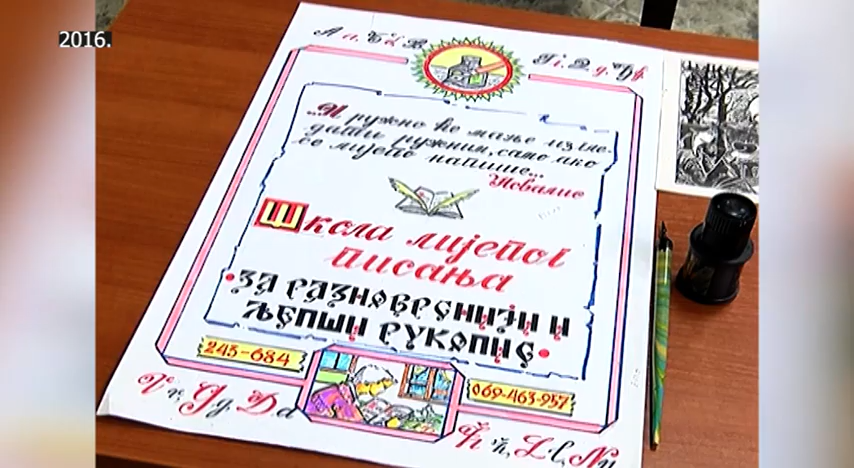 2016.
А а. Б б В
Г г. Д д. Ђ ђ
„...И ружно ће мање изгле-
дати ружним, само ако
се лијепо напише...
Новалис
Школа лијепог
писања
• ЗА РАЗНОВРСНИЈИ И
ЉЕПШИ РУКОПИС •
243-684
069-463-957
V v, G g. D d
Ћ ћ, L l, N n